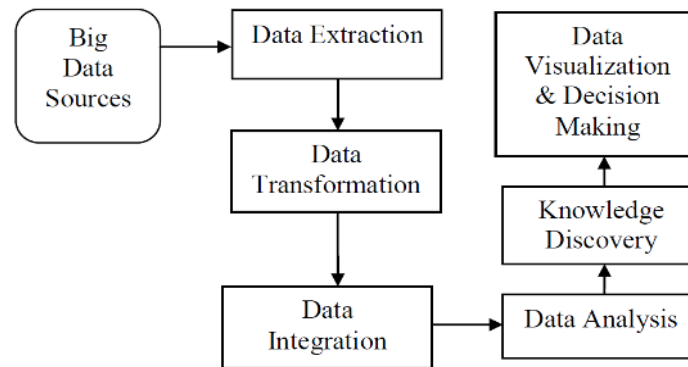 Big
Data
Sources
Data Extraction
Data
Transformation
Data
Integration
Data Analysis
Knowledge
Discovery
Data
Visualization
& Decision
Making